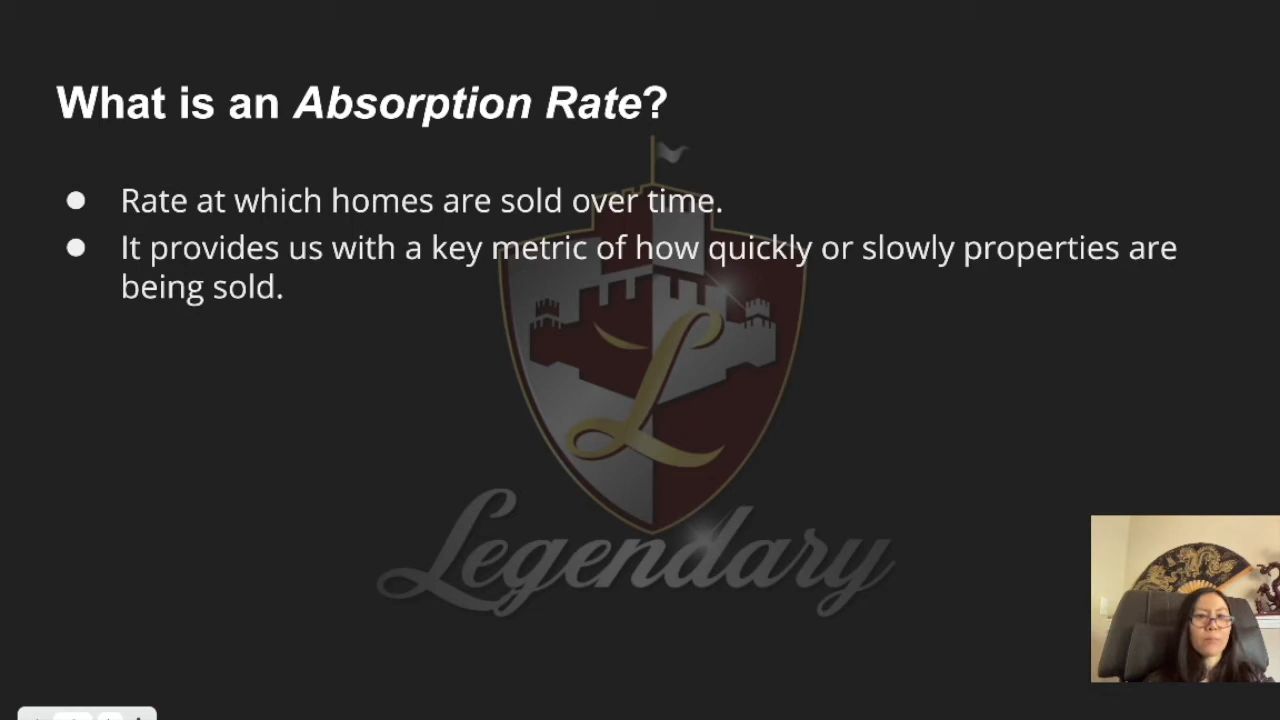 What is an Absorption Rate?
● Rate at which homes are sold over time.
● It provides us with a key metric of how quickly or slowly properties are
being sold.
L
Legendary